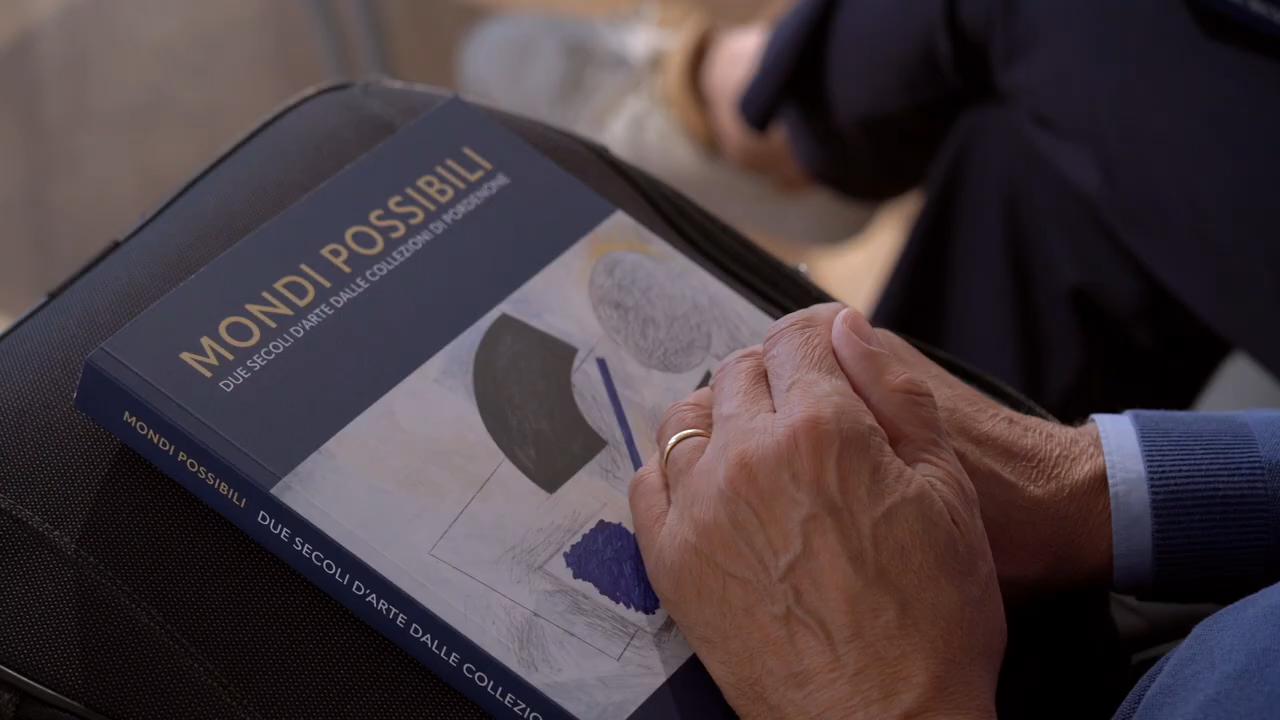 MONDI POSSIBILI
DUE SECOLI D'ARTE DALLE COLLEZIONI DI PORDENONE
MONDI POSSIBILI DUE SECOLI D'ARTE DALLE COLLEZIO